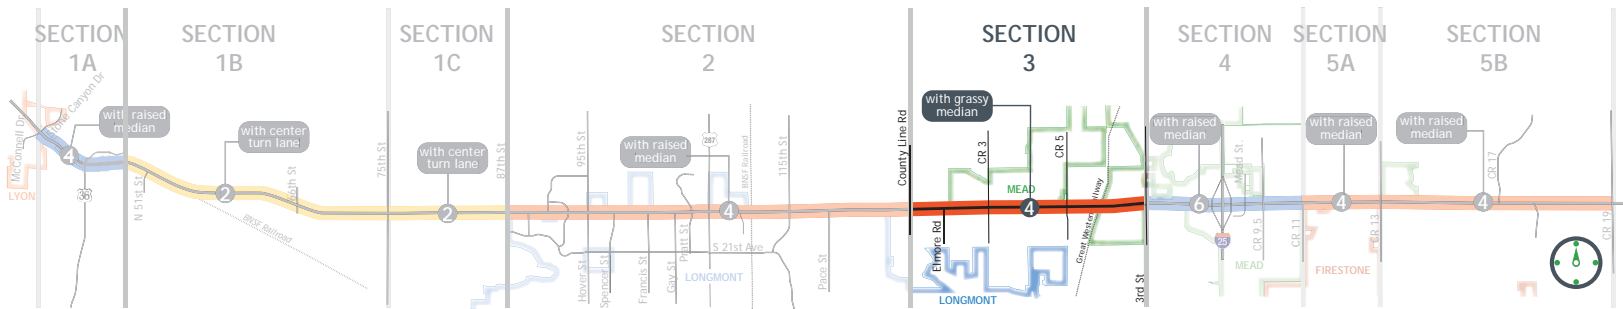 SECTION
1A
SECTION
1B
SECTION
1C
SECTION
2
SECTION
3
SECTION
4
SECTION
5A
SECTION
5B
with raised
median
with center
turn lane
with center
turn lane
with raised
median
with grassy
median
with raised
median
with raised
median
with raised
median
4
2
2
4
4
6
4
4
McConnell Dr
Canyon Dr
LYON
36
N 51st St
BNSF Railroad
75th St
87th St
95th St
Hover St
Spencer St
Francis St
Gay St
Pratt St
287
BNSF Railroad
115th St
S 21st Ave
LONGMONT
Pace St
County Line Rd
Elmore Rd
CR 3
MEAD
CR 5
LONGMONT
3rd St
Mead St.
25
CR 9.5
MEAD
CR 11
CR 13
FIRESTONE
CR 17
CR 19